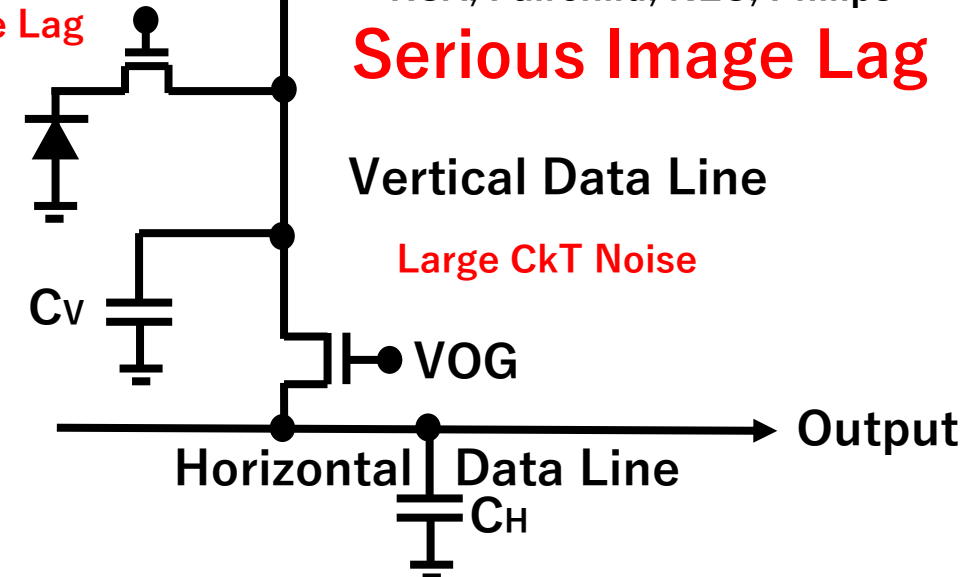 Lag
Serious Image Lag
Vertical Data Line
Large CkT Noise
CV
VOG
Output
Horizontal Data Line
CH